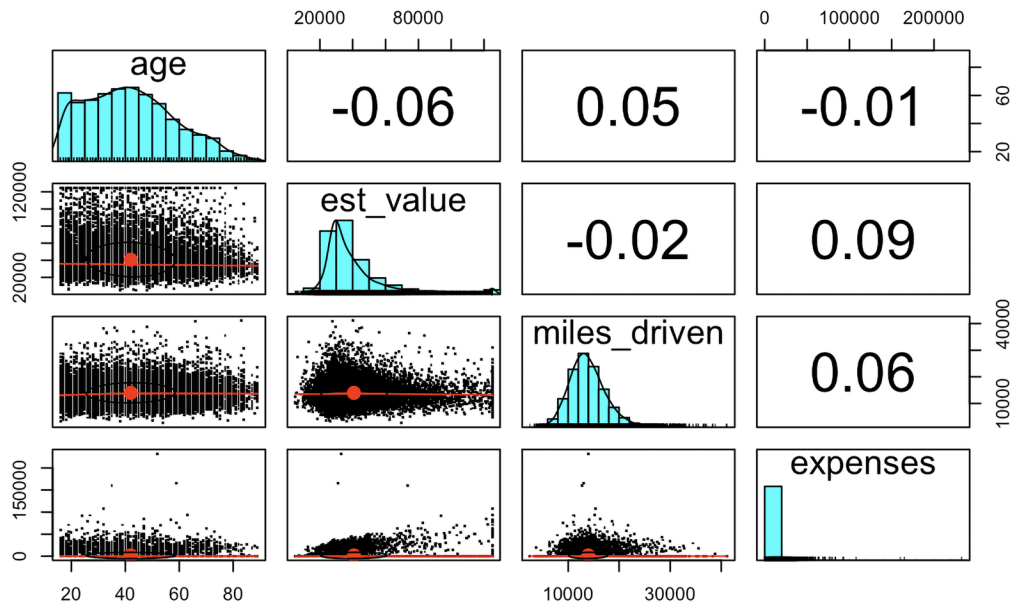 20000 80000 0 100000 200000
age -0.06 0.05 -0.01 20 60
20000 120000 est_value -0.02 0.09
miles_driven 0.06 10000 40000
0 150000 expenses
20 40 60 80 10000 30000